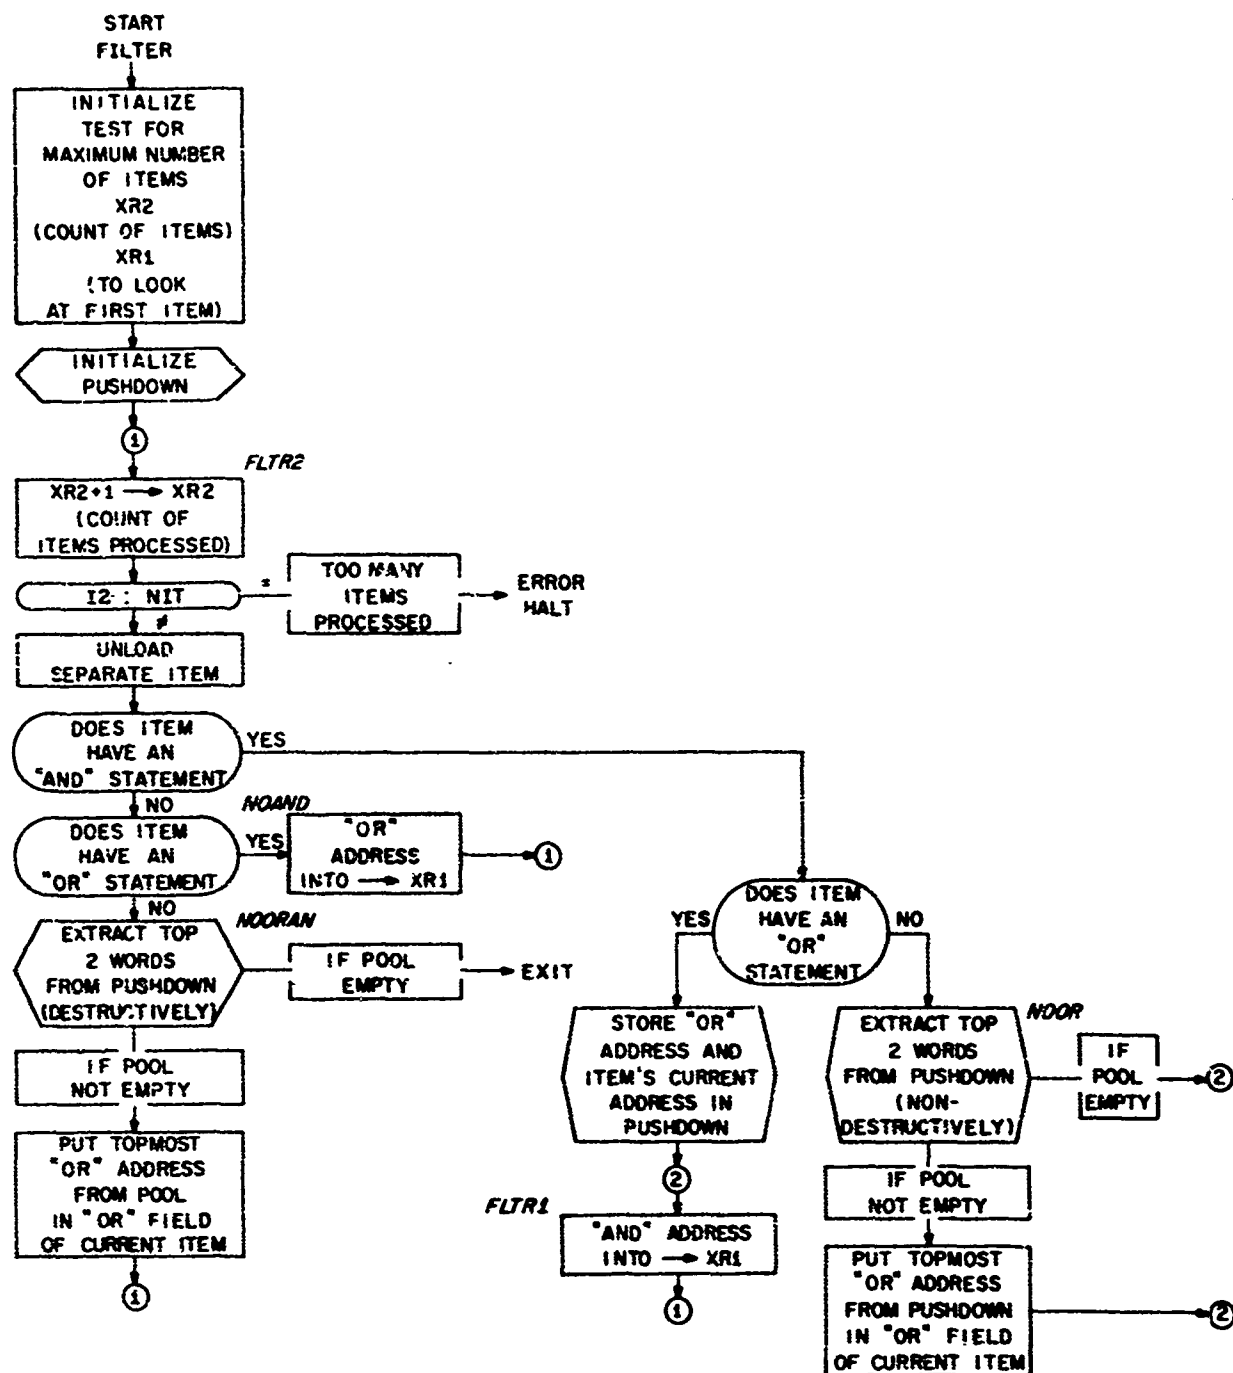 START
FILTER
INITIALIZE
TEST FOR
MAXIMUM NUMBER
OF ITEMS
XR2
(COUNT OF ITEMS)
XR1
(TO LOOK
AT FIRST ITEM)
INITIALIZE
PUSHDOWN
1
FLTR2
XR2+1 → XR2
(COUNT OF
ITEMS PROCESSED)
I2 : NIT
=
TOO MANY
ITEMS
PROCESSED
ERROR
HALT
≠
UNLOAD
SEPARATE ITEM
DOES ITEM
HAVE AN
"AND" STATEMENT
YES
NO
NOAND
DOES ITEM
HAVE AN
"OR" STATEMENT
YES
"OR"
ADDRESS
INTO → XR1
1
NO
NOORAN
EXTRACT TOP
2 WORDS
FROM PUSHDOWN
(DESTRUCTIVELY)
IF POOL
EMPTY
EXIT
IF POOL
NOT EMPTY
PUT TOPMOST
"OR" ADDRESS
FROM POOL
IN "OR" FIELD
OF CURRENT ITEM
1
DOES ITEM
HAVE AN
"OR"
STATEMENT
YES
NO
STORE "OR"
ADDRESS AND
ITEM'S CURRENT
ADDRESS IN
PUSHDOWN
2
FLTR1
"AND" ADDRESS
INTO → XR1
1
NOOR
EXTRACT TOP
2 WORDS
FROM PUSHDOWN
(NON-
DESTRUCTIVELY)
IF
POOL
EMPTY
2
IF POOL
NOT EMPTY
PUT TOPMOST
"OR" ADDRESS
FROM PUSHDOWN
IN "OR" FIELD
OF CURRENT ITEM
2